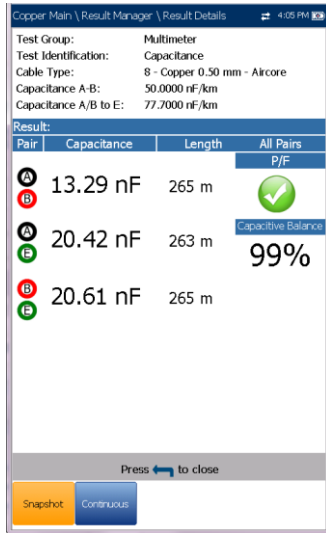 Copper Main \ Result Manager \ Result Details 4:05 PM
Test Group: Multimeter
Test Identification: Capacitance
Cable Type: 8 - Copper 0.50 mm - Aircore
Capacitance A-B: 50.0000 nF/km
Capacitance A/B to E: 77.7000 nF/km
Result:
Pair Capacitance Length All Pairs
P/F
A
B
13.29 nF 265 m
Capacitive Balance
A
E
20.42 nF 263 m
99%
B
E
20.61 nF 265 m
Press to close
Snapshot Continuous